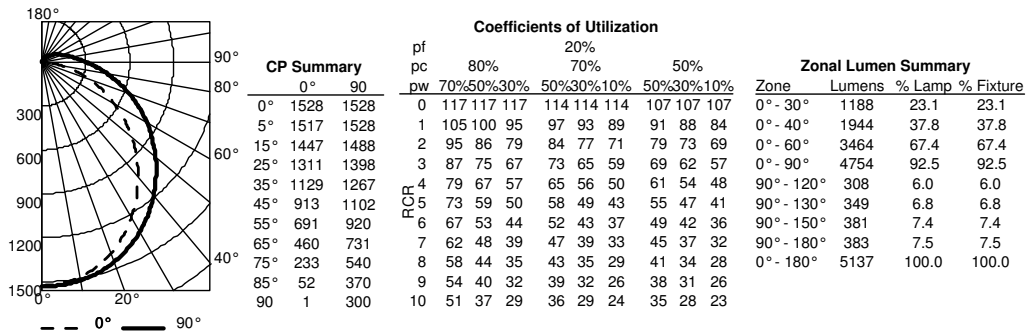 180°
90°
80°
60°
40°
20°
0°
300
600
900
1200
1500
0° 90°
CP Summary
0° 90
0° 1528 1528
5° 1517 1528
15° 1447 1488
25° 1311 1398
35° 1129 1267
45° 913 1102
55° 691 920
65° 460 731
75° 233 540
85° 52 370
90 1 300
Coefficients of Utilization
pf 20%
pc 80% 70% 50%
pw 70%50%30% 50%30%10% 50%30%10%
RCR
0 117 117 117 114 114 114 107 107 107
1 105 100 95 97 93 89 91 88 84
2 95 86 79 84 77 71 79 73 69
3 87 75 67 73 65 59 69 62 57
4 79 67 57 65 56 50 61 54 48
5 73 59 50 58 49 43 55 47 41
6 67 53 44 52 43 37 49 42 36
7 62 48 39 47 39 33 45 37 32
8 58 44 35 43 35 29 41 34 28
9 54 40 32 39 32 26 38 31 26
10 51 37 29 36 29 24 35 28 23
Zonal Lumen Summary
Zone Lumens % Lamp % Fixture
0° - 30° 1188 23.1 23.1
0° - 40° 1944 37.8 37.8
0° - 60° 3464 67.4 67.4
0° - 90° 4754 92.5 92.5
90° - 120° 308 6.0 6.0
90° - 130° 349 6.8 6.8
90° - 150° 381 7.4 7.4
90° - 180° 383 7.5 7.5
0° - 180° 5137 100.0 100.0